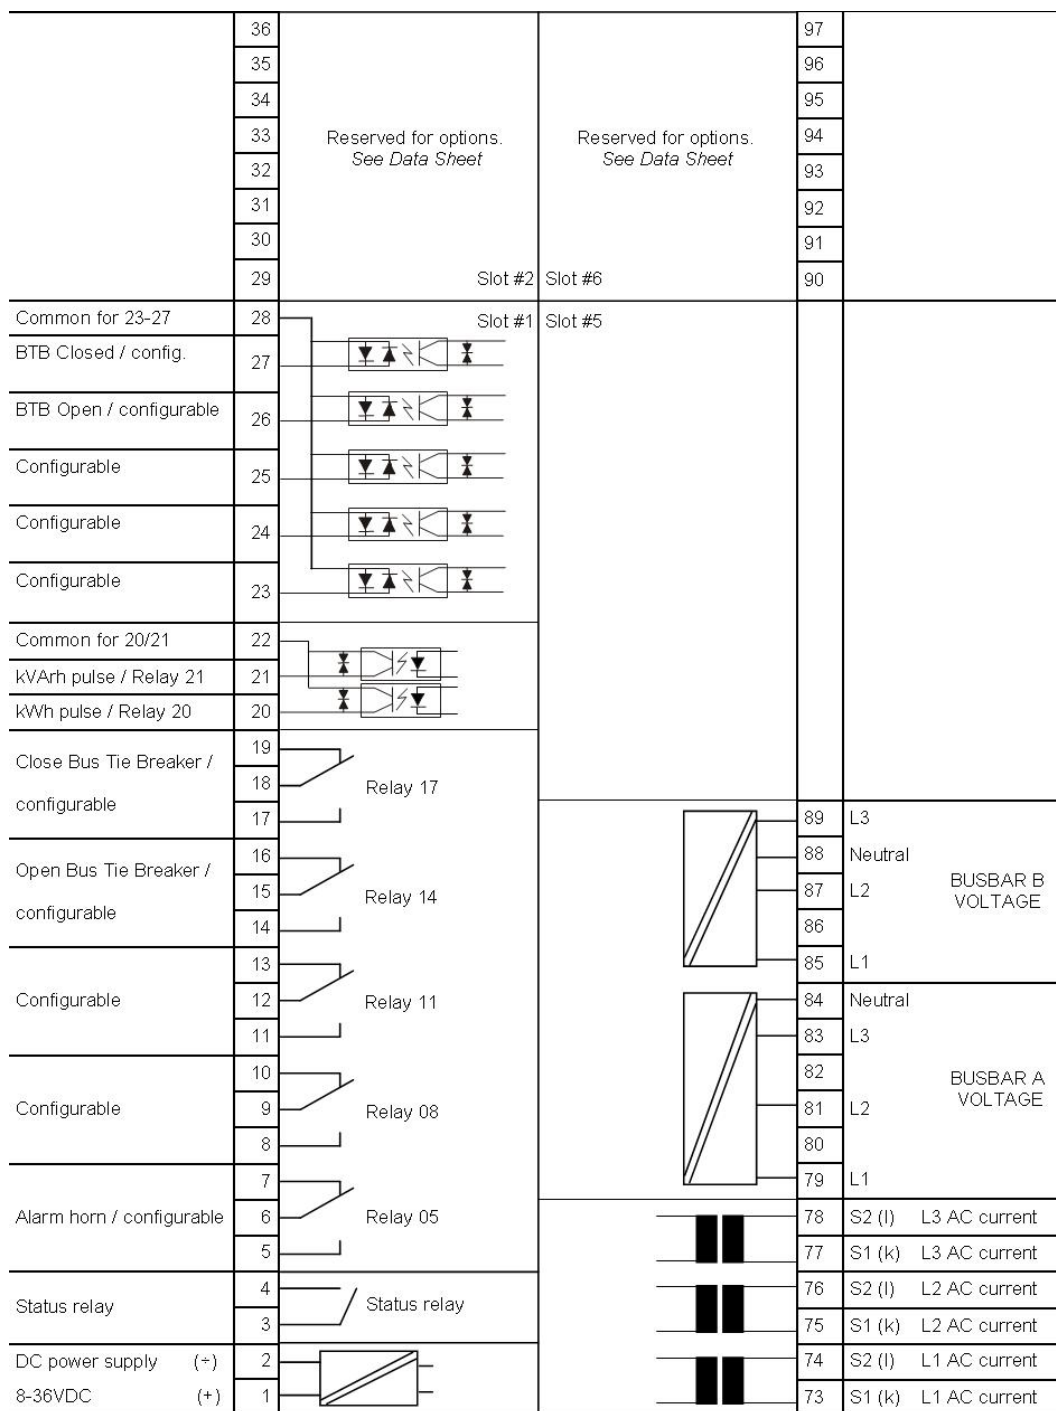 36
97
35
96
34
95
33
Reserved for options.
Reserved for options.
94
See Data Sheet
See Data Sheet
32
93
31
92
30
91
29
Slot #2
Slot #6
90
Common for 23-27
28
Slot #1
Slot #5
BTB Closed / config.
27
BTB Open / configurable
26
Configurable
25
Configurable
24
Configurable
23
Common for 20/21
22
kVArh pulse / Relay 21
21
kWh pulse / Relay 20
20
Close Bus Tie Breaker /
configurable
19
18
17
Relay 17
Open Bus Tie Breaker /
configurable
16
15
14
Relay 14
Configurable
13
12
11
Relay 11
Configurable
10
9
8
Relay 08
Alarm horn / configurable
7
6
5
Relay 05
Status relay
4
3
Status relay
DC power supply (÷)
2
8-36VDC (+)
1
89 L3
88 Neutral
87 L2
86
85 L1
BUSBAR B
VOLTAGE
84 Neutral
83 L3
82
81 L2
80
79 L1
BUSBAR A
VOLTAGE
78 S2 (l) L3 AC current
77 S1 (k) L3 AC current
76 S2 (l) L2 AC current
75 S1 (k) L2 AC current
74 S2 (l) L1 AC current
73 S1 (k) L1 AC current